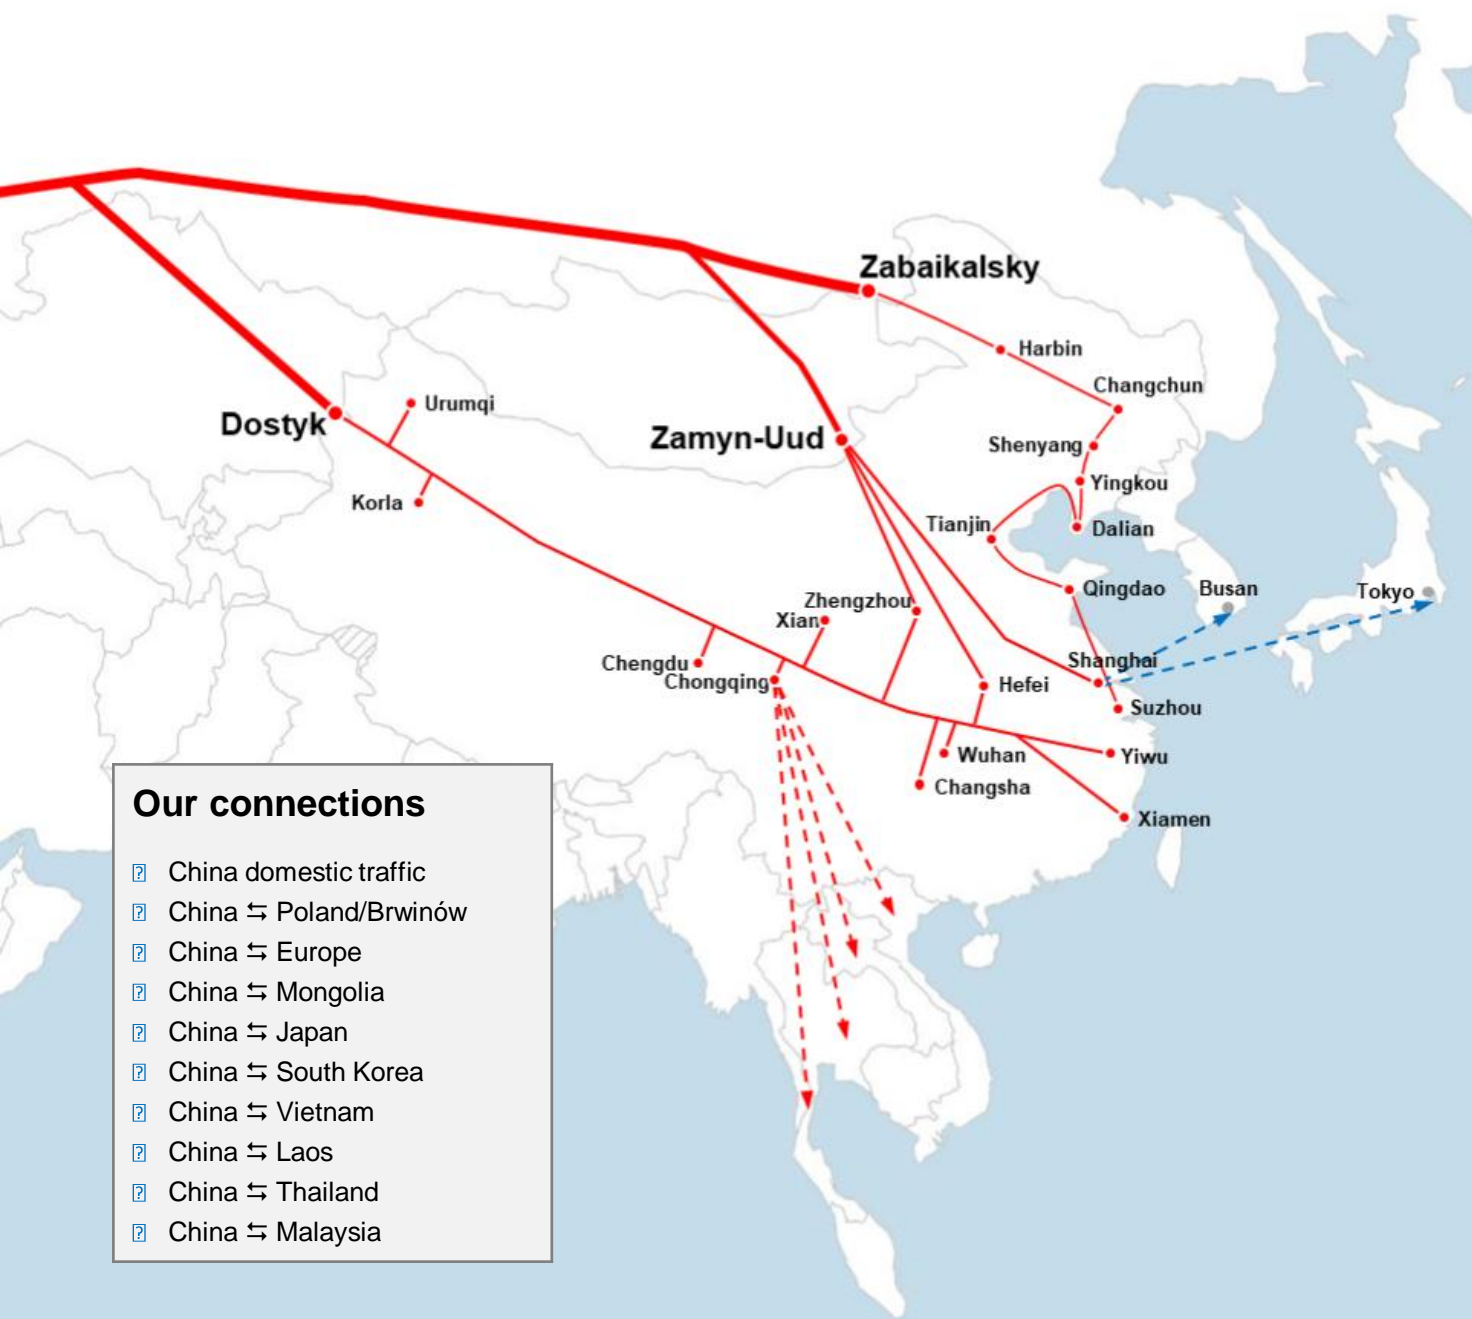 Zabaikalsky
Harbin
Changchun
Urumqi
Dostyk
Zamyn-Uud
Shenyang
Yingkou
Korla
Tianjin
Dalian
Qingdao
Busan
Tokyo
Zhengzhou
Xian
Chengdu
Chongqing
Shanghai
Hefei
Suzhou
Wuhan
Yiwu
Changsha
Xiamen
Our connections
China domestic traffic
China ⇆ Poland/Brwinów
China ⇆ Europe
China ⇆ Mongolia
China ⇆ Japan
China ⇆ South Korea
China ⇆ Vietnam
China ⇆ Laos
China ⇆ Thailand
China ⇆ Malaysia